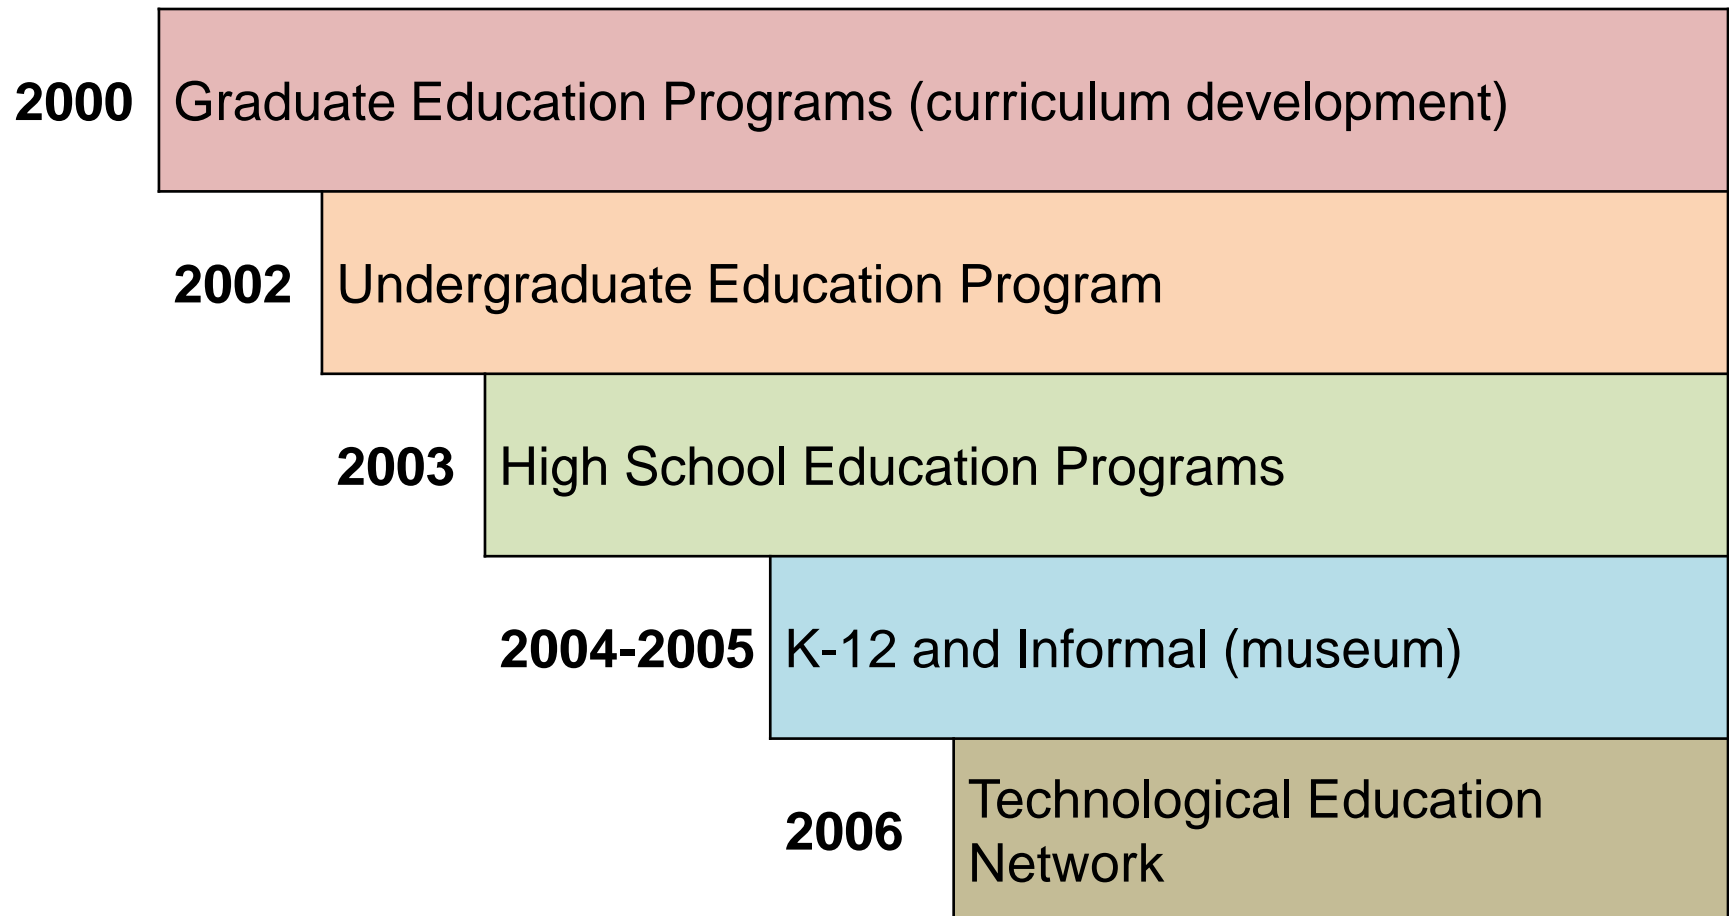 2000 Graduate Education Programs (curriculum development)
2002 Undergraduate Education Program
2003 High School Education Programs
2004-2005 K-12 and Informal (museum)
2006 Technological Education
Network